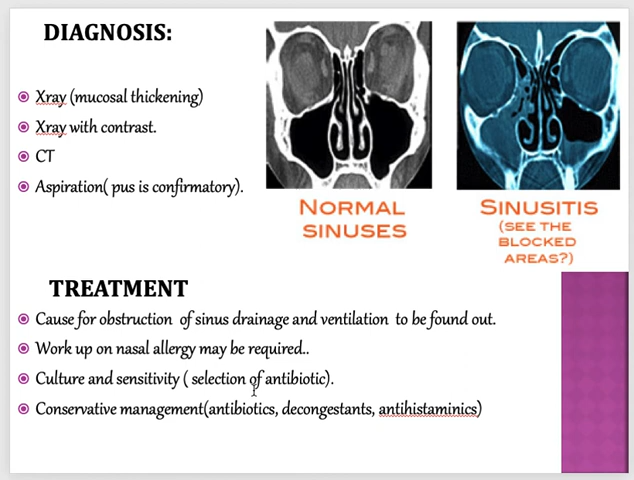 DIAGNOSIS:
Xray (mucosal thickening)
Xray with contrast.
CT
Aspiration( pus is confirmatory).
NORMAL
SINUSES
SINUSITIS
(SEE THE
BLOCKED
AREAS?)
TREATMENT
Cause for obstruction of sinus drainage and ventilation to be found out.
Work up on nasal allergy may be required..
Culture and sensitivity ( selection of antibiotic).
Conservative management(antibiotics, decongestants, antihistaminics)